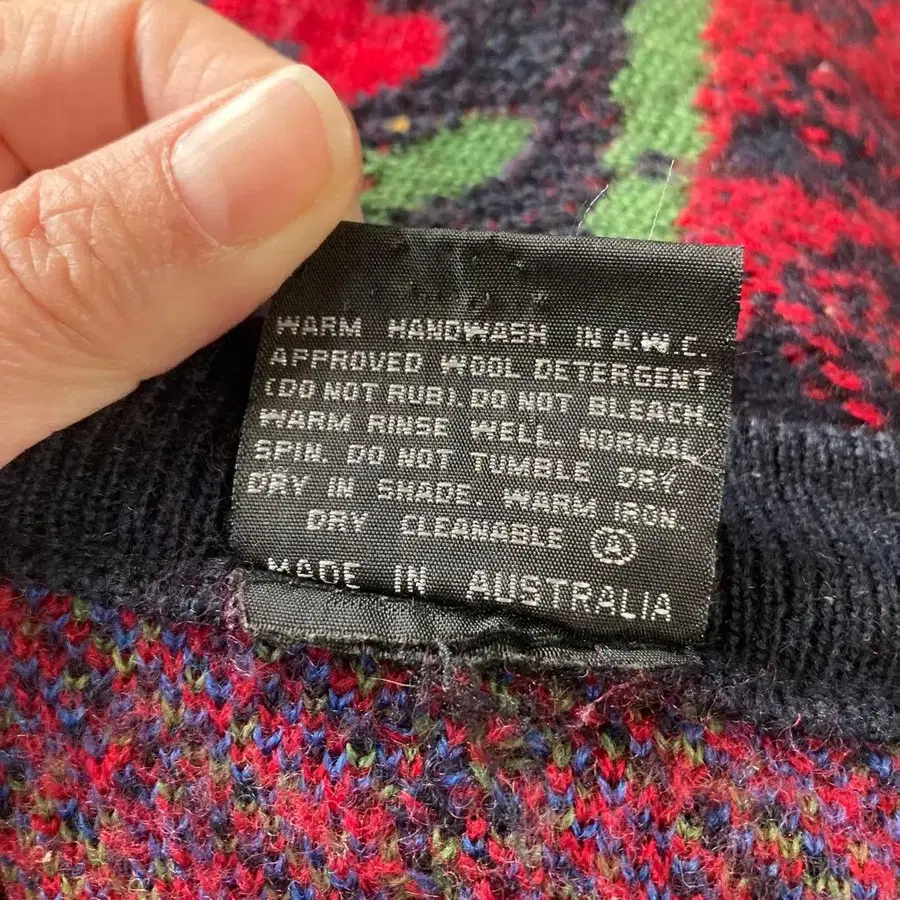 WARM HANDWASH IN A.W.C.
APPROVED WOOL DETERGENT
(DO NOT RUB). DO NOT BLEACH.
WARM RINSE WELL. NORMAL
SPIN. DO NOT TUMBLE DRY.
DRY IN SHADE. WARM IRON.
DRY CLEANABLE Ⓐ
MADE IN AUSTRALIA